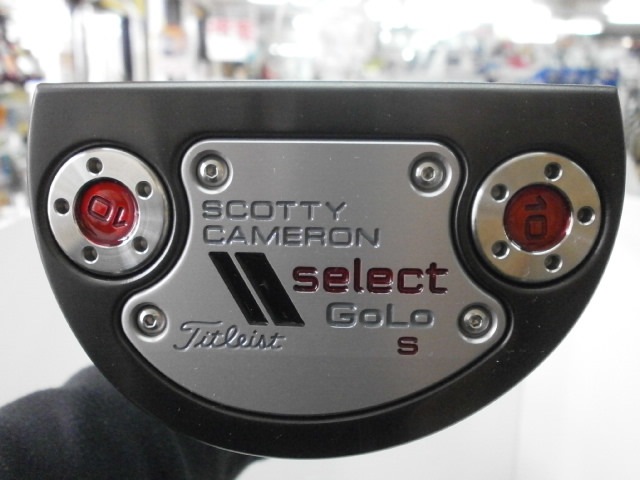 SCOTTY
CAMERON
select
GoLo
S
Titleist
10
10